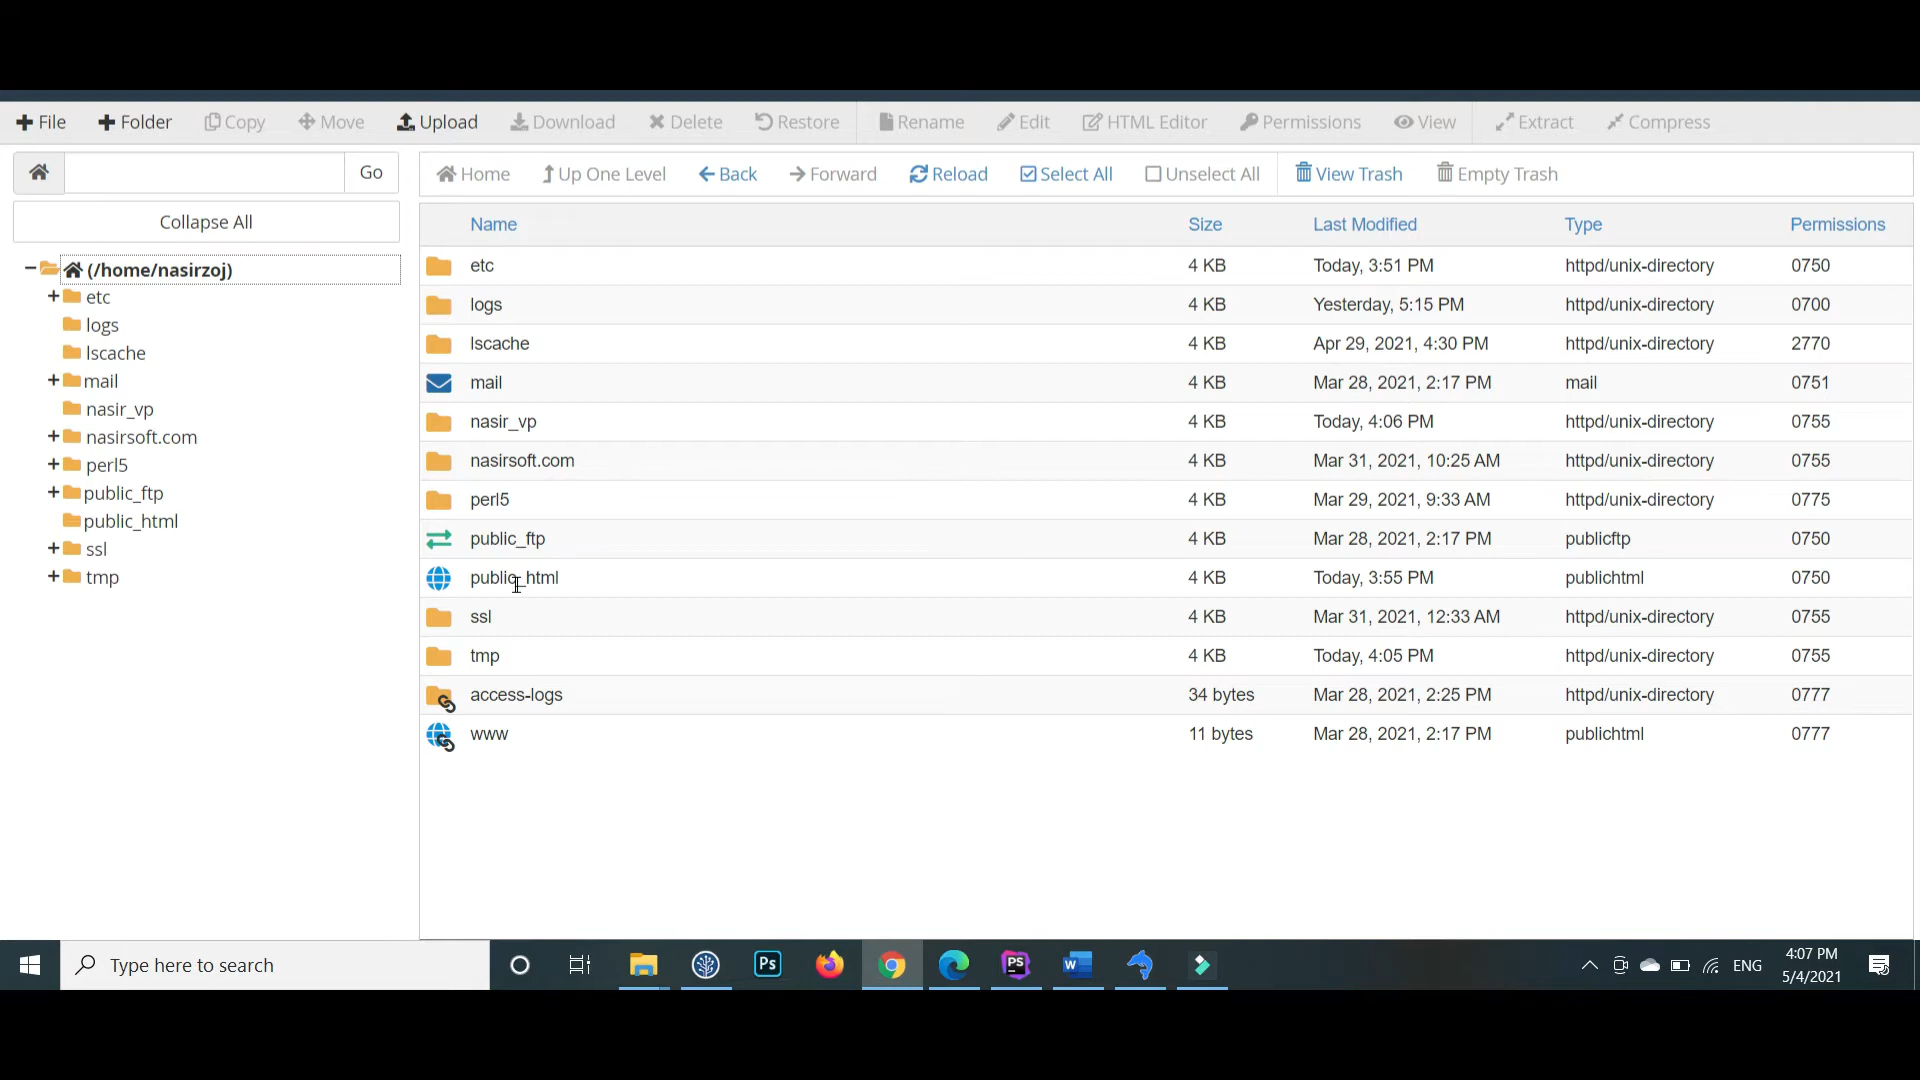 File Folder Copy Move Upload Download Delete Restore Rename Edit HTML Editor Permissions View Extract Compress
Go Home Up One Level Back Forward Reload Select All Unselect All View Trash Empty Trash
Collapse All
(/home/nasirzoj)
etc
logs
lscache
mail
nasir_vp
nasirsoft.com
perl5
public_ftp
public_html
ssl
tmp
Name Size Last Modified Type Permissions
etc 4 KB Today, 3:51 PM httpd/unix-directory 0750
logs 4 KB Yesterday, 5:15 PM httpd/unix-directory 0700
lscache 4 KB Apr 29, 2021, 4:30 PM httpd/unix-directory 2770
mail 4 KB Mar 28, 2021, 2:17 PM mail 0751
nasir_vp 4 KB Today, 4:06 PM httpd/unix-directory 0755
nasirsoft.com 4 KB Mar 31, 2021, 10:25 AM httpd/unix-directory 0755
perl5 4 KB Mar 29, 2021, 9:33 AM httpd/unix-directory 0775
public_ftp 4 KB Mar 28, 2021, 2:17 PM publicftp 0750
public_html 4 KB Today, 3:55 PM publichtml 0750
ssl 4 KB Mar 31, 2021, 12:33 AM httpd/unix-directory 0755
tmp 4 KB Today, 4:05 PM httpd/unix-directory 0755
access-logs 34 bytes Mar 28, 2021, 2:25 PM httpd/unix-directory 0777
www 11 bytes Mar 28, 2021, 2:17 PM publichtml 0777
Type here to search Ps PS W ENG 4:07 PM
5/4/2021